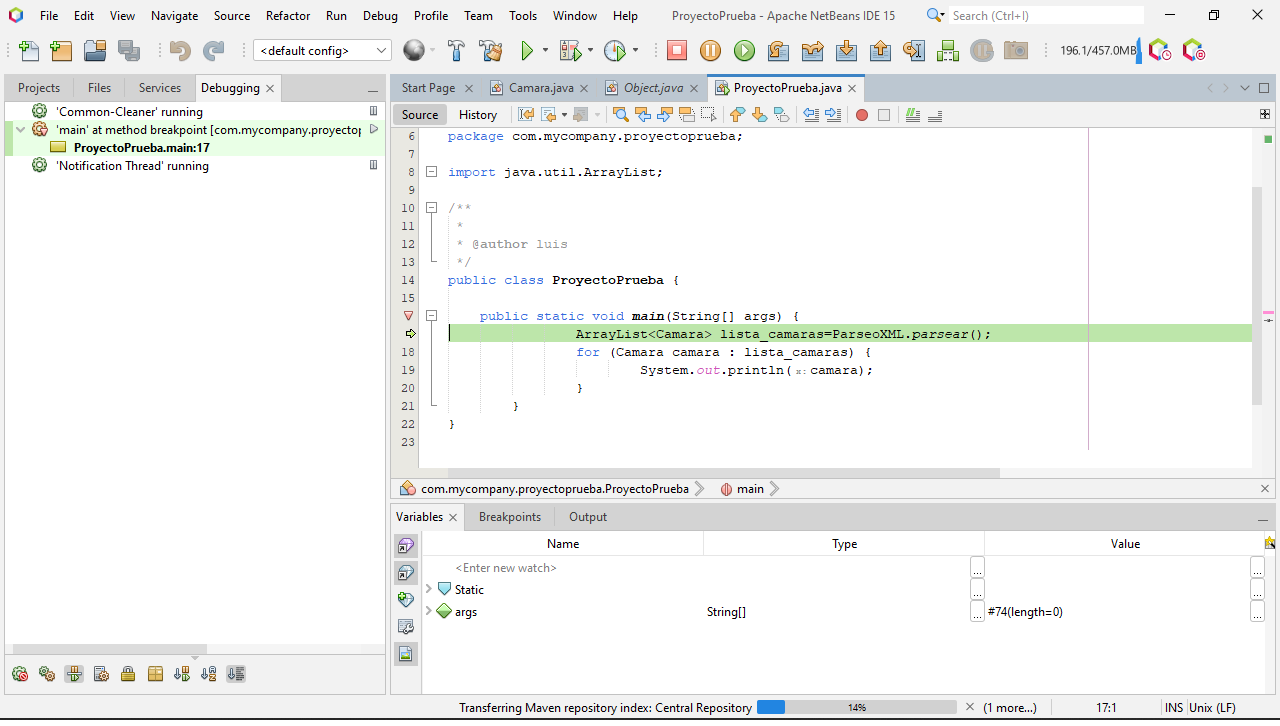 File Edit View Navigate Source Refactor Run Debug Profile Team Tools Window Help ProyectoPrueba - Apache NetBeans IDE 15 Search (Ctrl+I)
<default config> 196.1/457.0MB
Projects Files Services Debugging
'Common-Cleaner' running
'main' at method breakpoint [com.mycompany.proyectop
ProyectoPrueba.main:17
'Notification Thread' running
Start Page Camara.java Object.java ProyectoPrueba.java
Source History
6 package com.mycompany.proyectoprueba;
7
8 import java.util.ArrayList;
9
10 /**
11 *
12 * @author luis
13 */
14 public class ProyectoPrueba {
15
public static void main(String[] args) {
ArrayList<Camara> lista_camaras=ParseoXML.parsear();
18 for (Camara camara : lista_camaras) {
19 System.out.println(x: camara);
20 }
21 }
22 }
23
com.mycompany.proyectoprueba.ProyectoPrueba main
Variables Breakpoints Output
Name Type Value
<Enter new watch> ... ...
Static ... ...
args String[] ... #74(length=0) ...
Transferring Maven repository index: Central Repository 14% (1 more...) 17:1 INS Unix (LF)